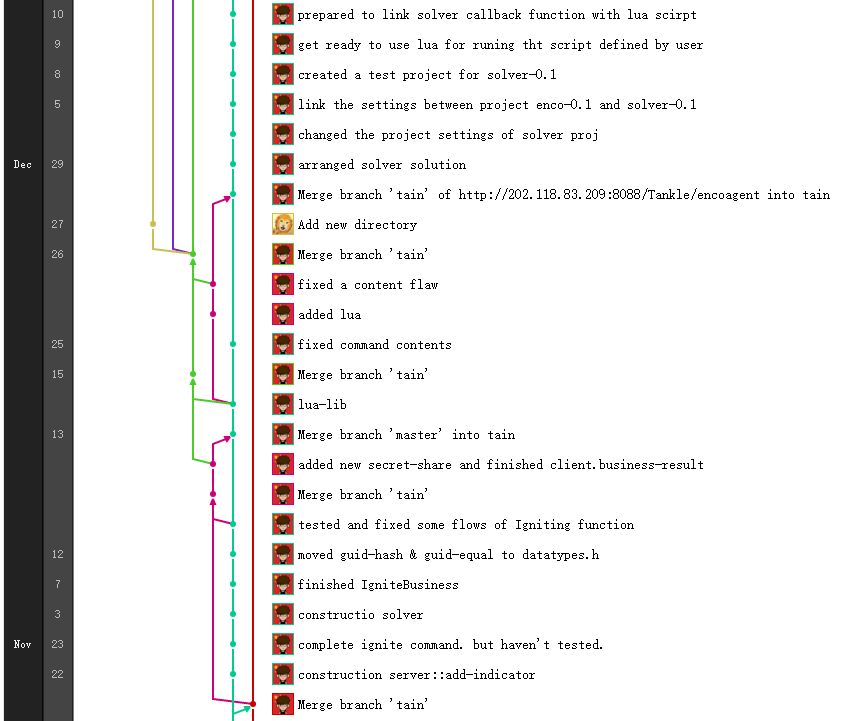 10 prepared to link solver callback function with lua scirpt
9 get ready to use lua for runing tht script defined by user
8 created a test project for solver-0.1
5 link the settings between project enco-0.1 and solver-0.1
changed the project settings of solver proj
Dec 29 arranged solver solution
Merge branch 'tain' of http://202.118.83.209:8088/Tankle/encoagent into tain
27 Add new directory
26 Merge branch 'tain'
fixed a content flaw
added lua
25 fixed command contents
15 Merge branch 'tain'
lua-lib
13 Merge branch 'master' into tain
added new secret-share and finished client.business-result
Merge branch 'tain'
tested and fixed some flows of Igniting function
12 moved guid-hash & guid-equal to datatypes.h
7 finished IgniteBusiness
3 constructio solver
Nov 23 complete ignite command. but haven't tested.
22 construction server::add-indicator
Merge branch 'tain'